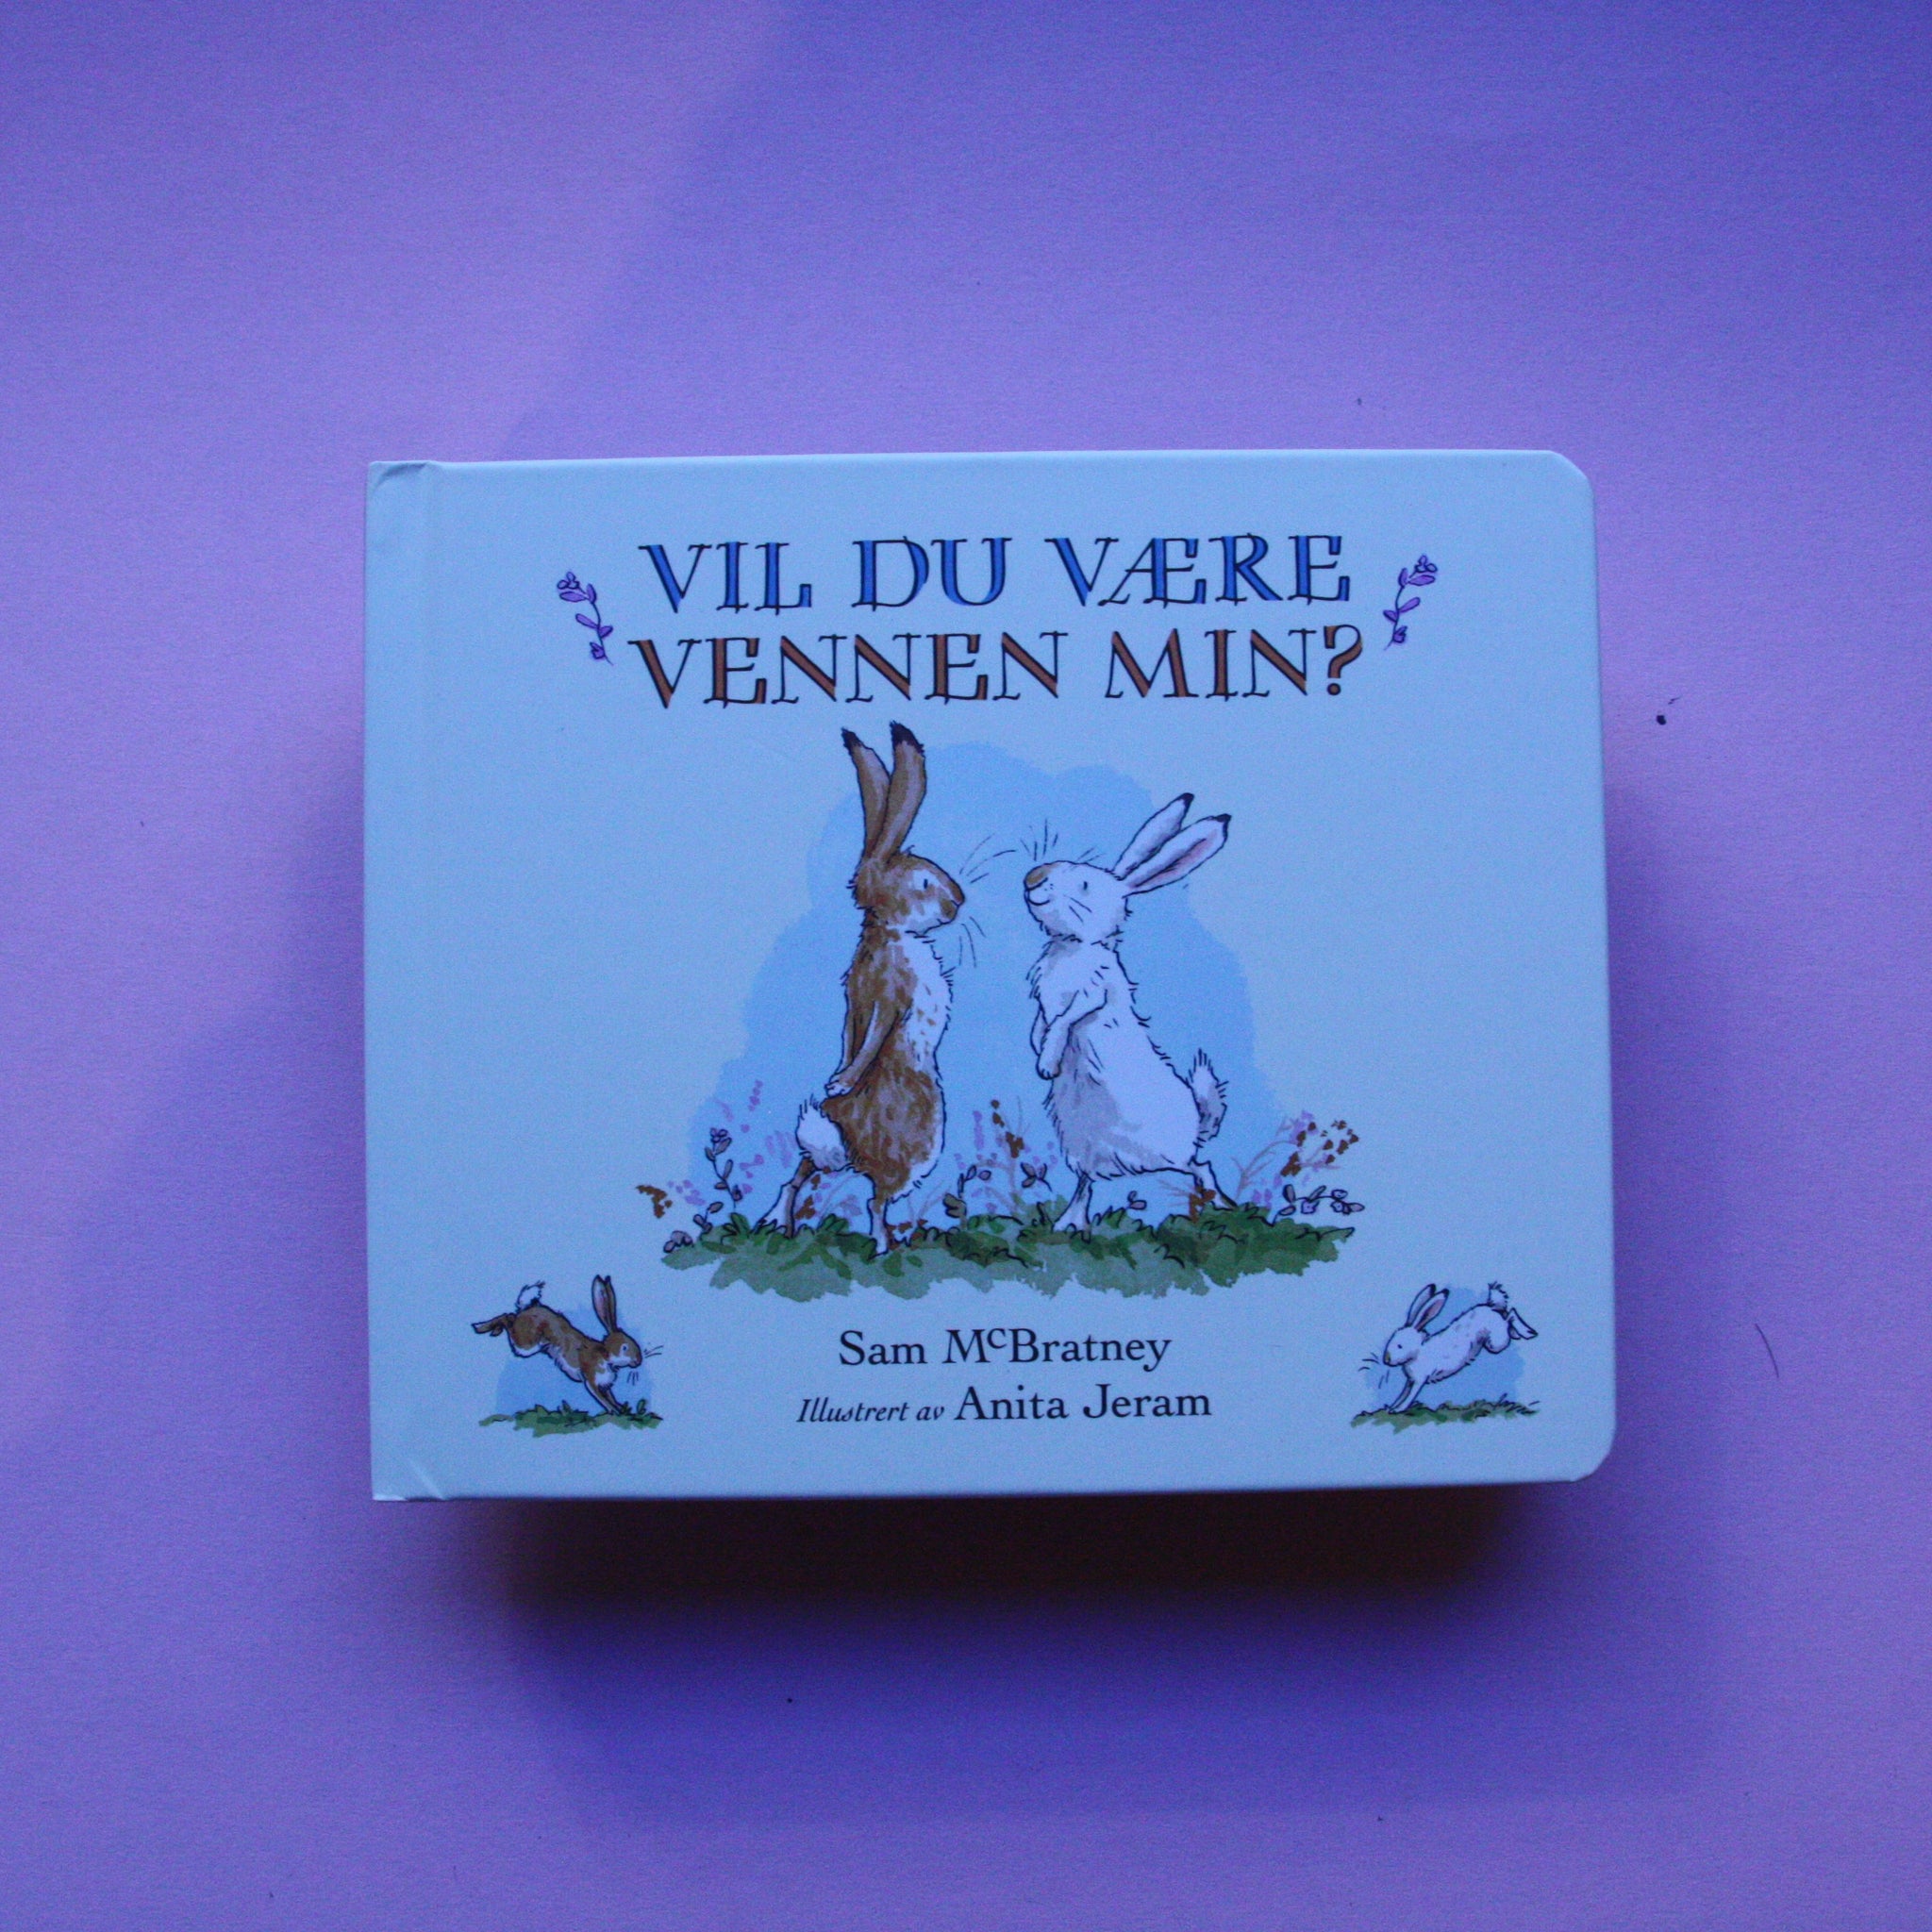 VIL DU VÆRE
VENNEN MIN?
Sam McBratney
Illustrert av Anita Jeram